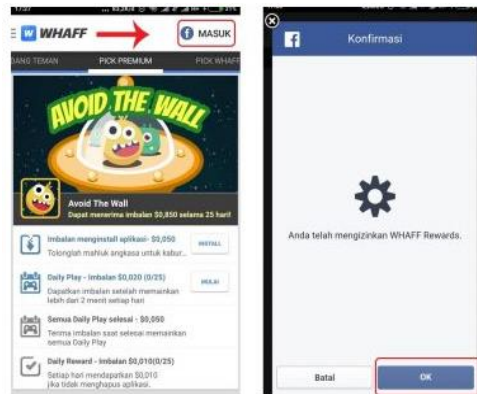 WHAFF
MASUK
DANG TEMAN
PICK PREMIUM
PICK WHAFF
AVOID THE WALL
Avoid The Wall
Dapat menerima imbalan $0,850 selama 25 hari!
Imbalan menginstall aplikasi- $0,050
Tolonglah mahluk angkasa untuk kabur...
INSTALL
Daily Play - Imbalan $0,020 (0/25)
Dapatkan imbalan setelah memainkan
lebih dari 2 menit setiap hari
MULAI
Semua Daily Play selesai - $0,050
Terima imbalan saat selesai memainkan
semua Daily Play
Daily Reward - Imbalan $0,010(0/25)
Setiap hari mendapatkan $0,010
jika tidak menghapus aplikasi.
Konfirmasi
Anda telah mengizinkan WHAFF Rewards.
Batal
OK